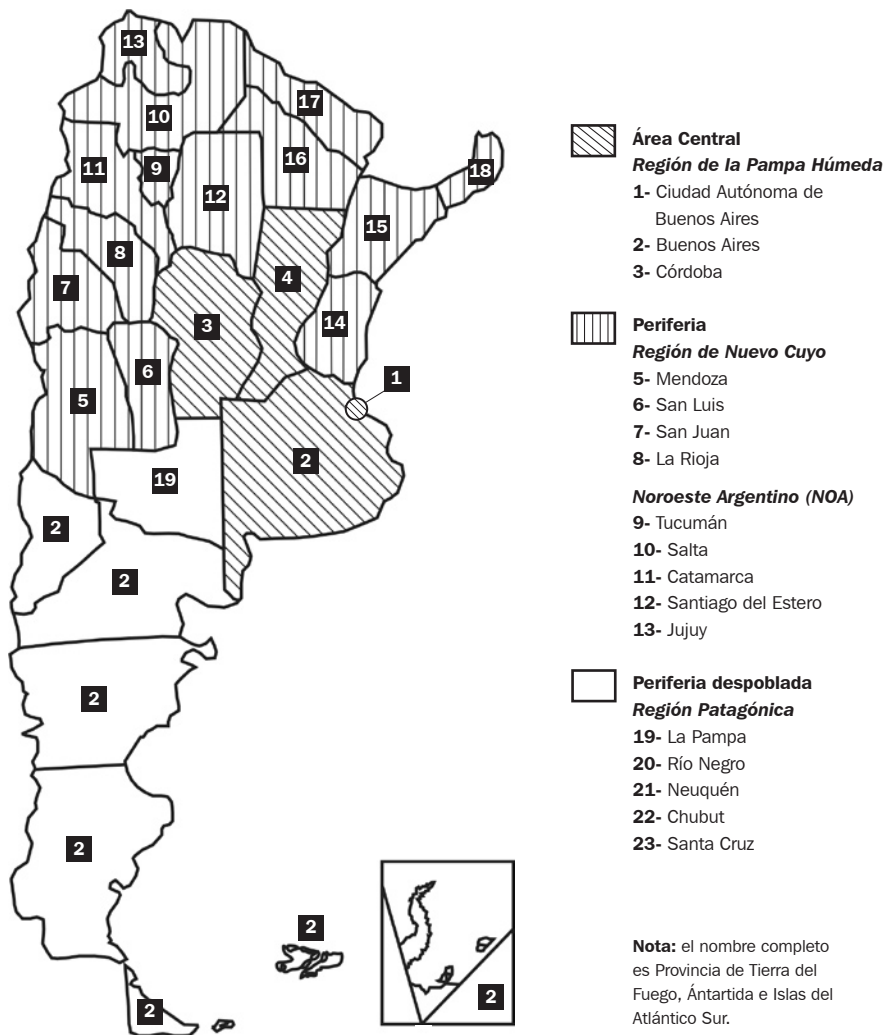 13
17
10
16
11
9
18
12
15
8
4
7
14
3
6
1
5
2
19
2
2
2
2
2
2
2
Área Central
Región de la Pampa Húmeda
1- Ciudad Autónoma de
Buenos Aires
2- Buenos Aires
3- Córdoba
Periferia
Región de Nuevo Cuyo
5- Mendoza
6- San Luis
7- San Juan
8- La Rioja
Noroeste Argentino (NOA)
9- Tucumán
10- Salta
11- Catamarca
12- Santiago del Estero
13- Jujuy
Periferia despoblada
Región Patagónica
19- La Pampa
20- Río Negro
21- Neuquén
22- Chubut
23- Santa Cruz
Nota: el nombre completo
es Provincia de Tierra del
Fuego, Ántartida e Islas del
Atlántico Sur.